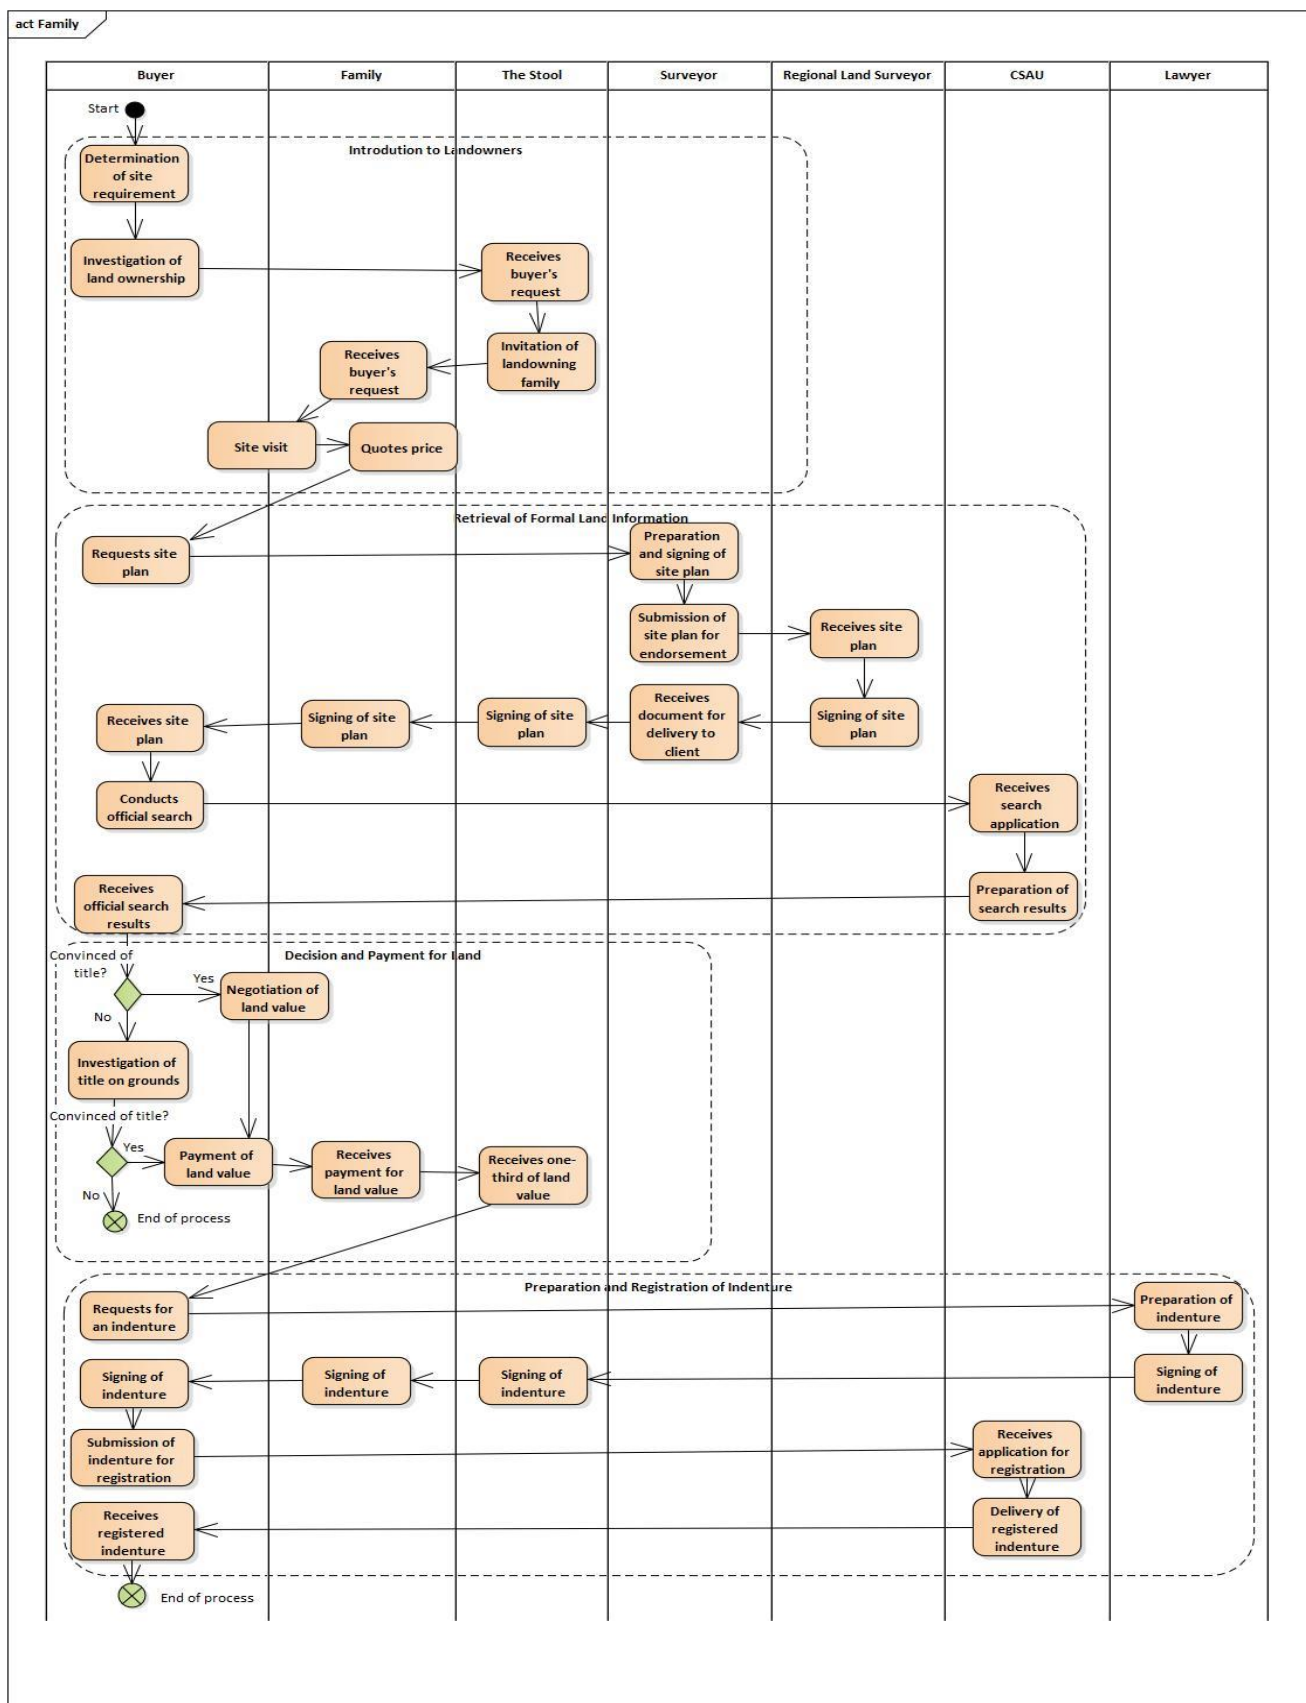 act Family
Buyer
Family
The Stool
Surveyor
Regional Land Surveyor
CSAU
Lawyer
Start
Introdution to Landowners
Determination
of site
requirement
Investigation of
land ownership
Receives
buyer's
request
Invitation of
landowning
family
Receives
buyer's
request
Site visit
Quotes price
Retrieval of Formal Land Information
Requests site
plan
Preparation
and signing of
site plan
Submission of
site plan for
endorsement
Receives site
plan
Signing of site
plan
Receives
document for
delivery to
client
Signing of site
plan
Signing of site
plan
Receives site
plan
Conducts
official search
Receives
search
application
Preparation of
search results
Receives
official search
results
Decision and Payment for Land
Convinced of
title?
Yes
Negotiation of
land value
No
Investigation of
title on grounds
Convinced of title?
Yes
Payment of
land value
Receives
payment for
land value
Receives one-
third of land
value
No
End of process
Preparation and Registration of Indenture
Requests for
an indenture
Preparation of
indenture
Signing of
indenture
Signing of
indenture
Signing of
indenture
Signing of
indenture
Submission of
indenture for
registration
Receives
application for
registration
Delivery of
registered
indenture
Receives
registered
indenture
End of process